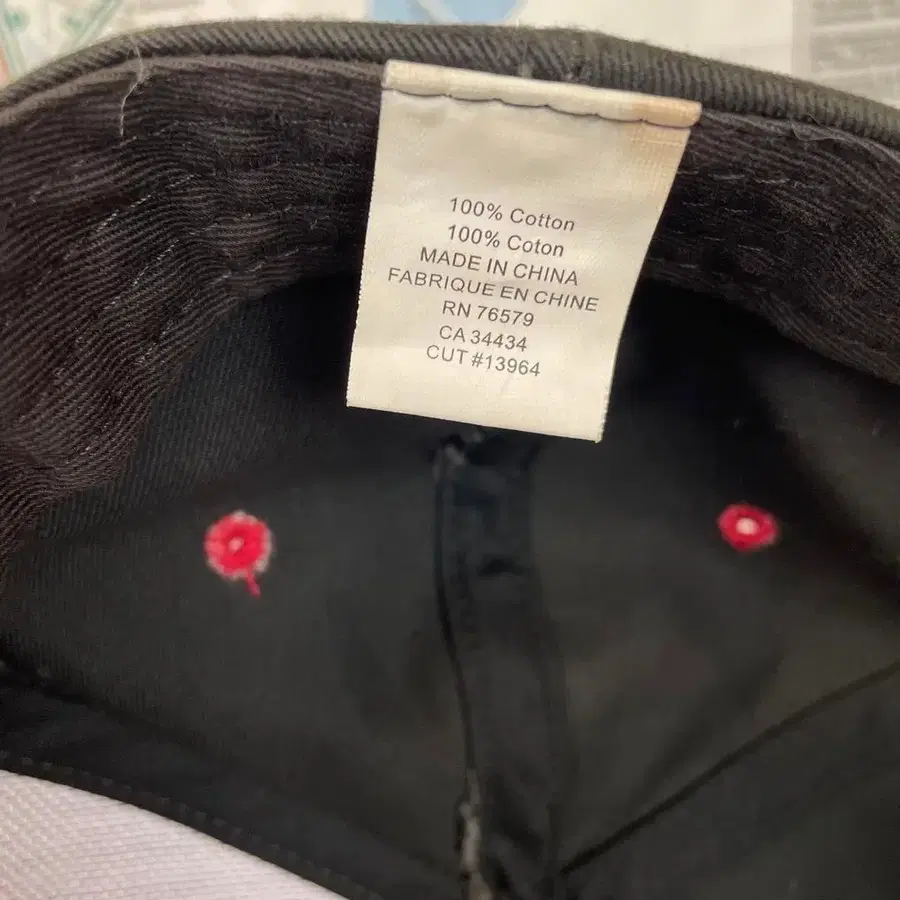 100% Cotton
100% Coton
MADE IN CHINA
FABRIQUE EN CHINE
RN 76579
CA 34434
CUT #13964